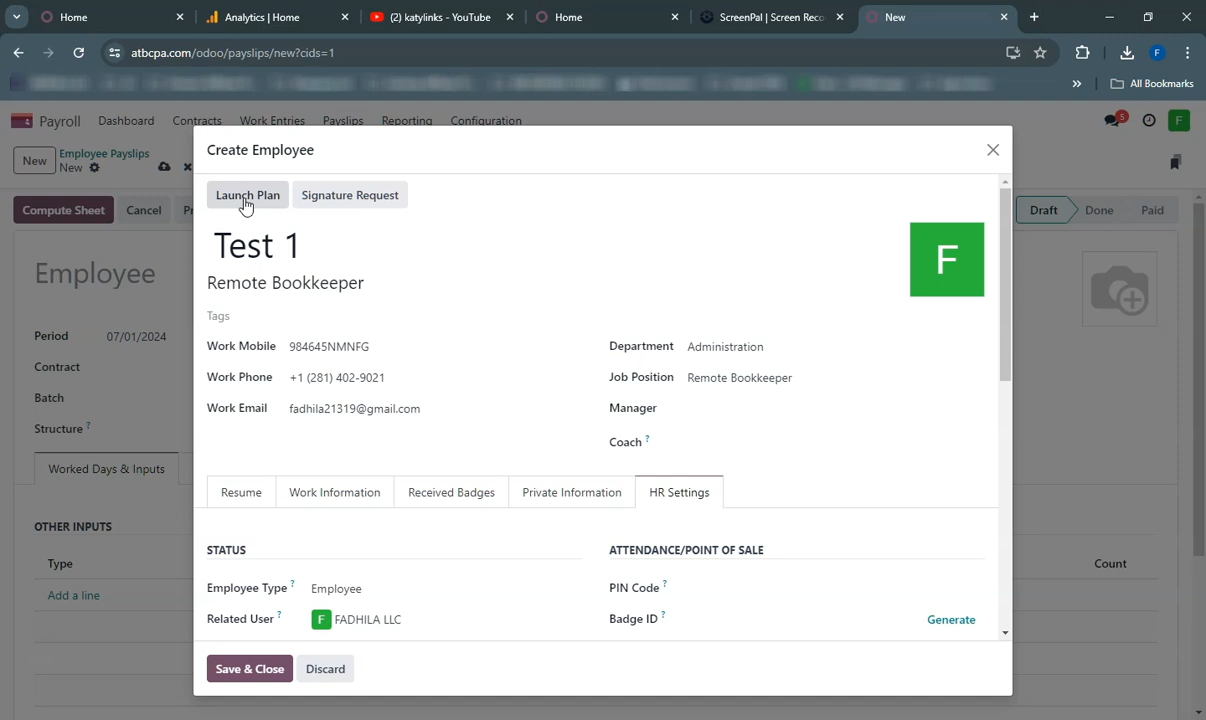 Home
Analytics | Home
(2) katylinks - YouTube
Home
ScreenPal | Screen Reco
New
atbcpa.com/odoo/payslips/new?cids=1
F
All Bookmarks
Payroll Dashboard Contracts Work Entries Payslips Reporting Configuration
5
F
New
Employee Payslips
New
Compute Sheet
Cancel
Draft
Done
Paid
Employee
Period 07/01/2024
Contract
Batch
Structure ?
Worked Days & Inputs
OTHER INPUTS
Type
Count
Add a line
Create Employee
Launch Plan
Signature Request
Test 1
F
Remote Bookkeeper
Tags
Work Mobile 984645NMNFG
Department Administration
Work Phone +1 (281) 402-9021
Job Position Remote Bookkeeper
Work Email fadhila21319@gmail.com
Manager
Coach ?
Resume
Work Information
Received Badges
Private Information
HR Settings
STATUS
ATTENDANCE/POINT OF SALE
Employee Type ? Employee
PIN Code ?
Related User ? F FADHILA LLC
Badge ID ?
Generate
Save & Close
Discard